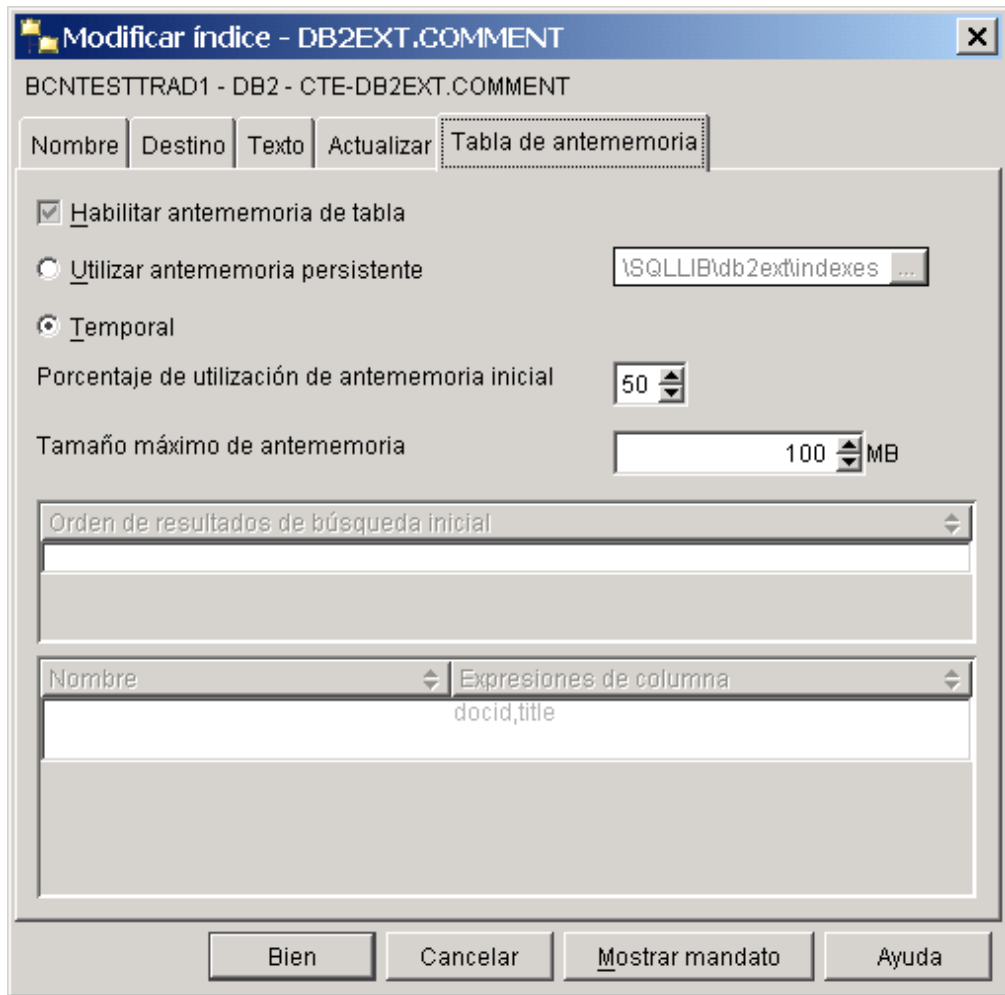 Modificar índice - DB2EXT.COMMENT
BCNTESTTRAD1 - DB2 - CTE-DB2EXT.COMMENT
Nombre Destino Texto Actualizar Tabla de antememoria
Habilitar antememoria de tabla
Utilizar antememoria persistente \SQLLIB\db2ext\indexes ...
Temporal
Porcentaje de utilización de antememoria inicial 50
Tamaño máximo de antememoria 100 MB
Orden de resultados de búsqueda inicial
Nombre Expresiones de columna
docid,title
Bien Cancelar Mostrar mandato Ayuda